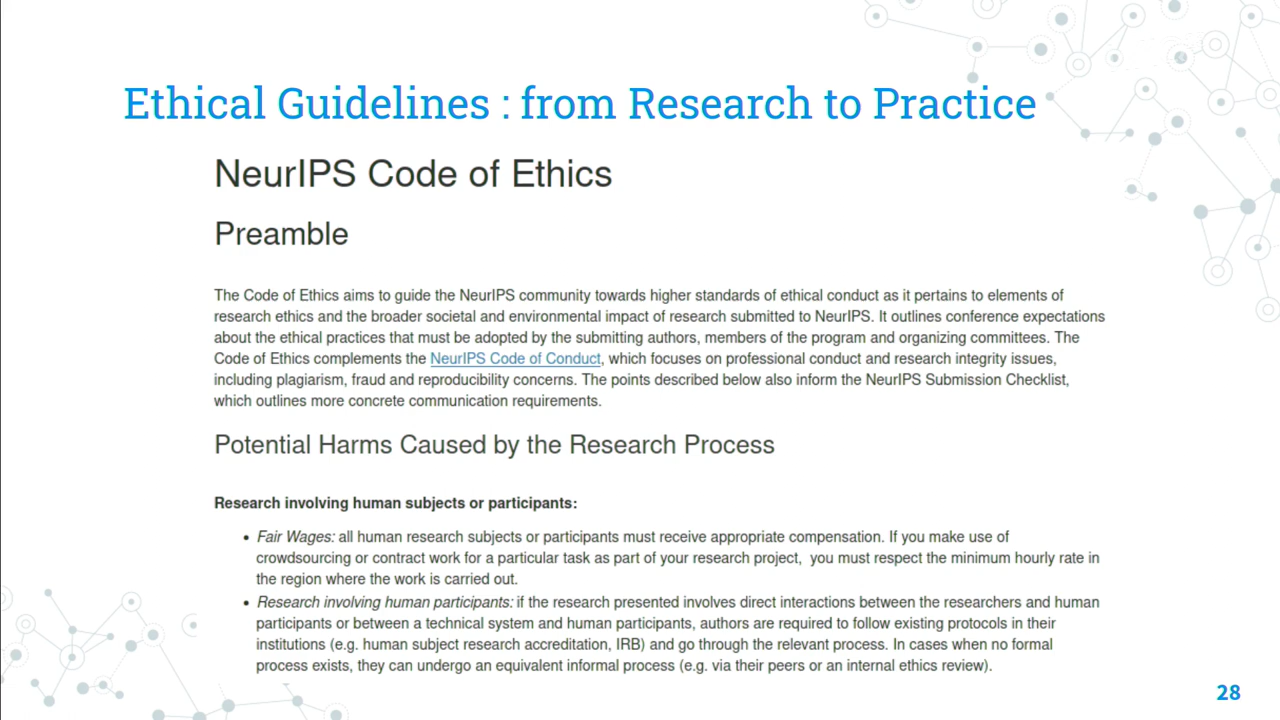 Ethical Guidelines : from Research to Practice
NeurIPS Code of Ethics
Preamble
The Code of Ethics aims to guide the NeurIPS community towards higher standards of ethical conduct as it pertains to elements of
research ethics and the broader societal and environmental impact of research submitted to NeurIPS. It outlines conference expectations
about the ethical practices that must be adopted by the submitting authors, members of the program and organizing committees. The
Code of Ethics complements the NeurIPS Code of Conduct, which focuses on professional conduct and research integrity issues,
including plagiarism, fraud and reproducibility concerns. The points described below also inform the NeurIPS Submission Checklist,
which outlines more concrete communication requirements.
Potential Harms Caused by the Research Process
Research involving human subjects or participants:
• Fair Wages: all human research subjects or participants must receive appropriate compensation. If you make use of
crowdsourcing or contract work for a particular task as part of your research project, you must respect the minimum hourly rate in
the region where the work is carried out.
• Research involving human participants: if the research presented involves direct interactions between the researchers and human
participants or between a technical system and human participants, authors are required to follow existing protocols in their
institutions (e.g. human subject research accreditation, IRB) and go through the relevant process. In cases when no formal
process exists, they can undergo an equivalent informal process (e.g. via their peers or an internal ethics review).
28